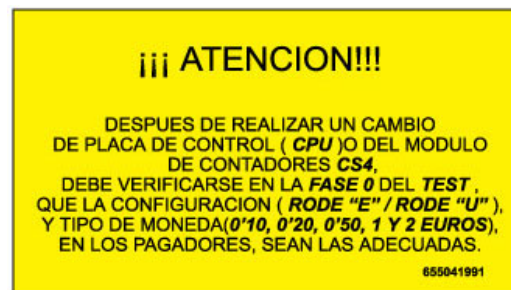 ¡¡¡ ATENCION!!!
DESPUES DE REALIZAR UN CAMBIO
DE PLACA DE CONTROL ( CPU )O DEL MODULO
DE CONTADORES CS4,
DEBE VERIFICARSE EN LA FASE 0 DEL TEST ,
QUE LA CONFIGURACION ( RODE “E” / RODE “U” ),
Y TIPO DE MONEDA(0'10, 0'20, 0'50, 1 Y 2 EUROS),
EN LOS PAGADORES, SEAN LAS ADECUADAS.
655041991